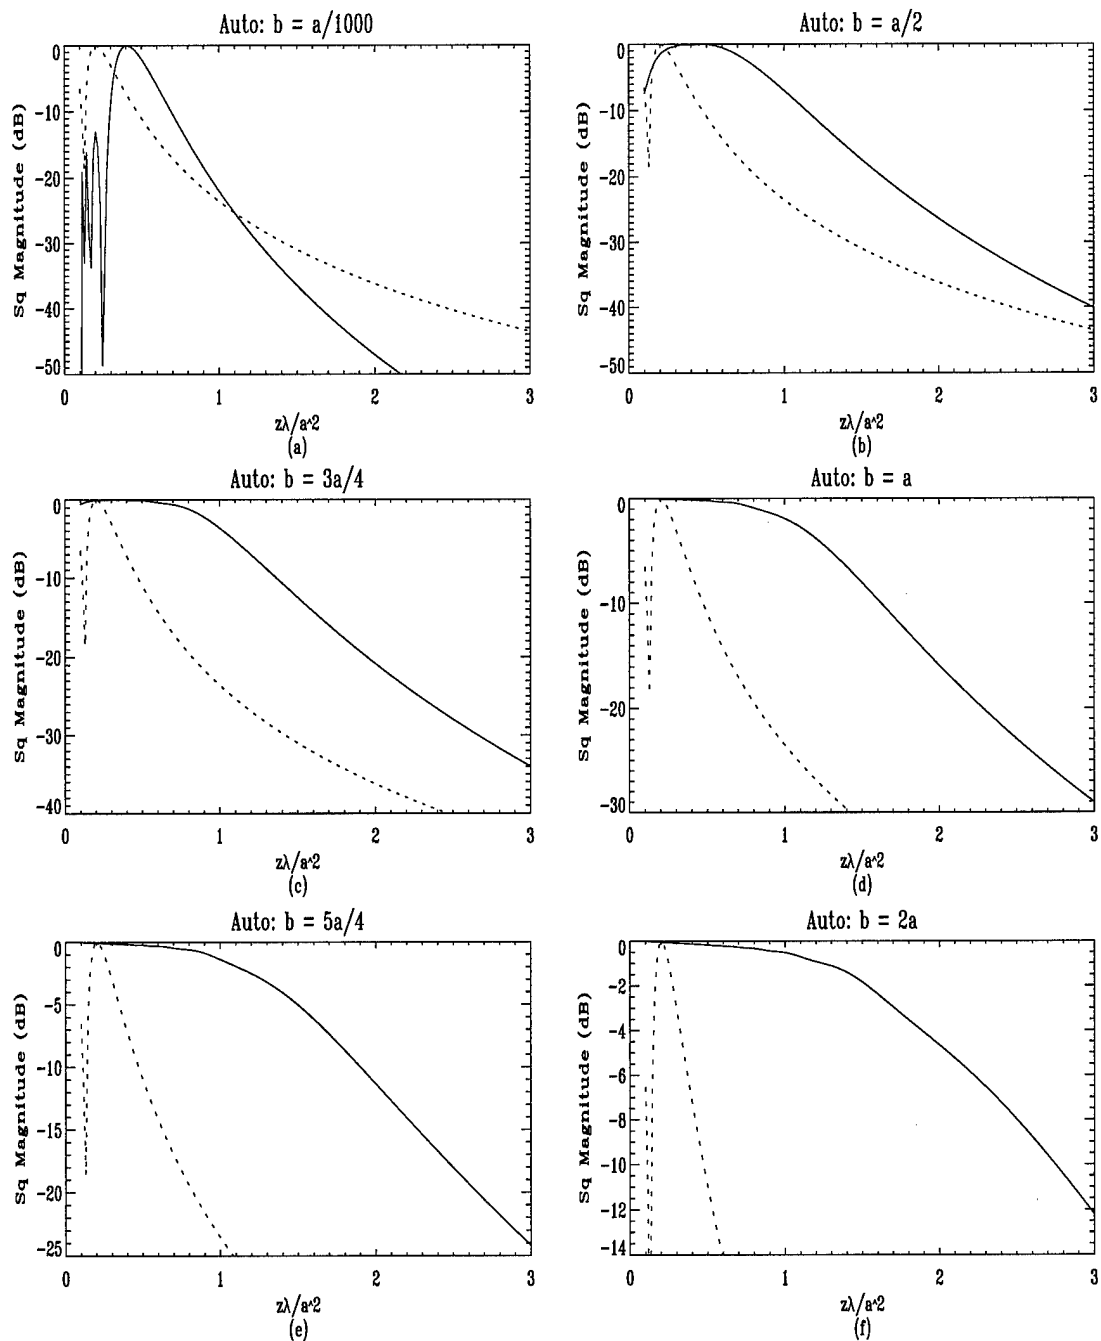 Auto: b = a/1000
Auto: b = a/2
Sq Magnitude (dB)
0
-10
-20
-30
-40
-50
0
1
2
3
zλ/a^2
(a)
Sq Magnitude (dB)
0
-10
-20
-30
-40
-50
0
1
2
3
zλ/a^2
(b)
Auto: b = 3a/4
Auto: b = a
Sq Magnitude (dB)
0
-10
-20
-30
-40
0
1
2
3
zλ/a^2
(c)
Sq Magnitude (dB)
0
-10
-20
-30
0
1
2
3
zλ/a^2
(d)
Auto: b = 5a/4
Auto: b = 2a
Sq Magnitude (dB)
0
-5
-10
-15
-20
-25
0
1
2
3
zλ/a^2
(e)
Sq Magnitude (dB)
0
-2
-4
-6
-8
-10
-12
-14
0
1
2
3
zλ/a^2
(f)